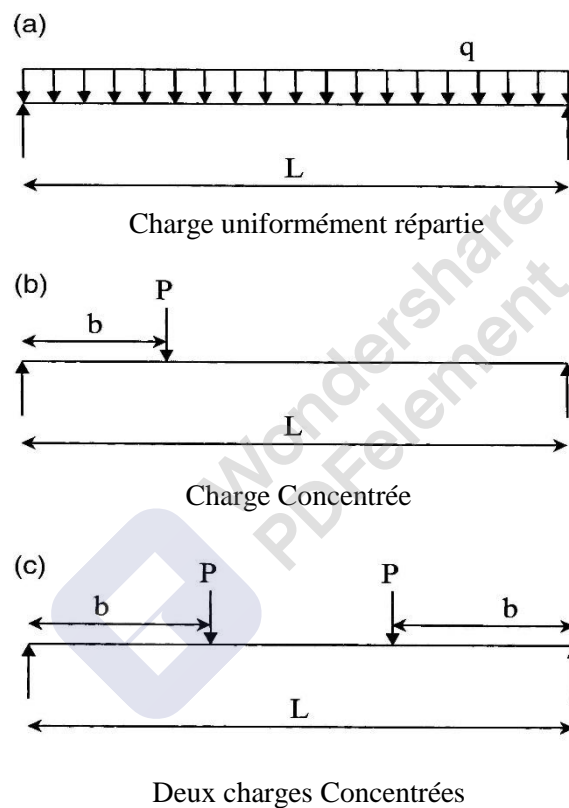 (a)
q
L
Charge uniformément répartie
(b)
P
b
L
Charge Concentrée
(c)
P P
b b
L
Deux charges Concentrées
Wondershare
PDFelement